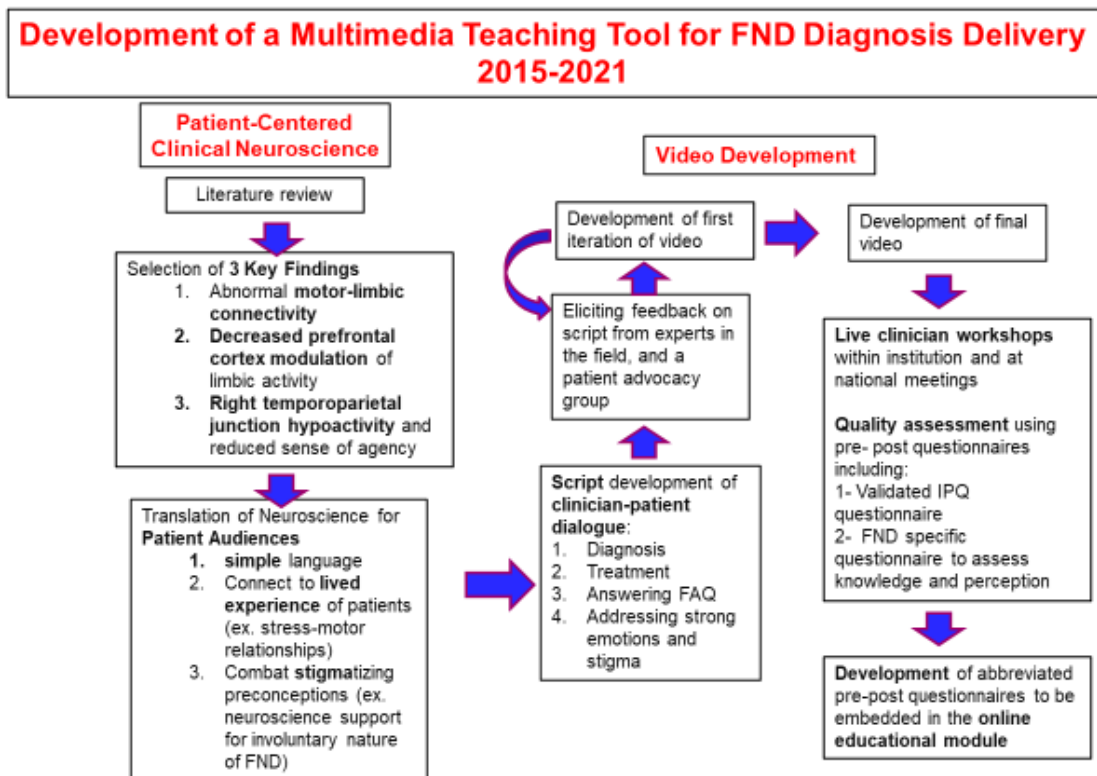 Development of a Multimedia Teaching Tool for FND Diagnosis Delivery
2015-2021
Patient-Centered
Clinical Neuroscience
Literature review
Selection of 3 Key Findings
1. Abnormal motor-limbic
connectivity
2. Decreased prefrontal
cortex modulation of
limbic activity
3. Right temporoparietal
junction hypoactivity and
reduced sense of agency
Translation of Neuroscience for
Patient Audiences
1. simple language
2. Connect to lived
experience of patients
(ex. stress-motor
relationships)
3. Combat stigmatizing
preconceptions (ex.
neuroscience support
for involuntary nature
of FND)
Video Development
Development of first
iteration of video
Eliciting feedback on
script from experts in
the field, and a
patient advocacy
group
Script development of
clinician-patient
dialogue:
1. Diagnosis
2. Treatment
3. Answering FAQ
4. Addressing strong
emotions and
stigma
Development of final
video
Live clinician workshops
within institution and at
national meetings
Quality assessment using
pre- post questionnaires
including:
1- Validated IPQ
questionnaire
2- FND specific
questionnaire to assess
knowledge and perception
Development of abbreviated
pre-post questionnaires to be
embedded in the online
educational module